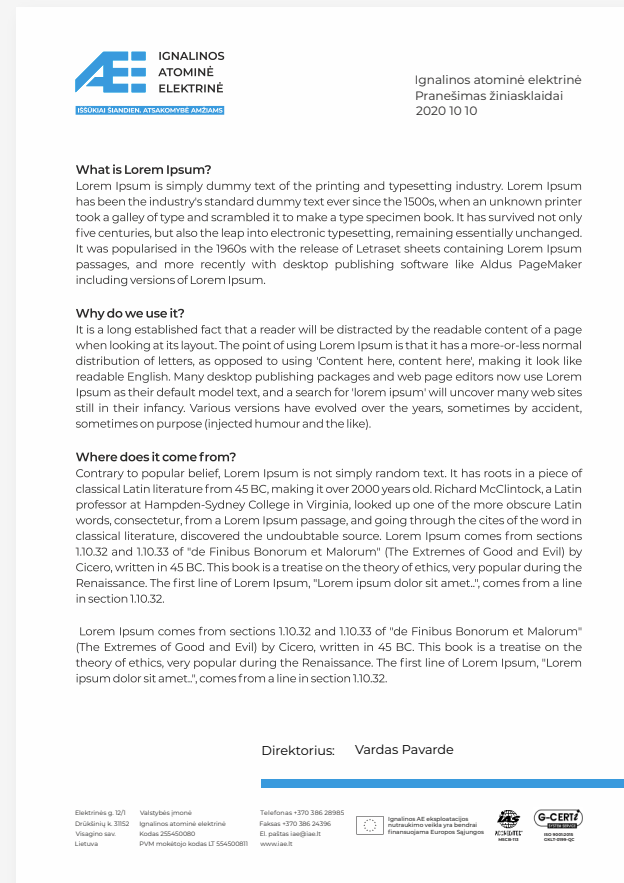 IGNALINOS
ATOMINĖ
ELEKTRINĖ
IŠŠŪKIAI ŠIANDIEN, ATSAKOMYBĖ AMŽIAMS
Ignalinos atominė elektrinė
Pranešimas žiniasklaidai
2020 10 10
What is Lorem Ipsum?
Lorem Ipsum is simply dummy text of the printing and typesetting industry. Lorem Ipsum
has been the industry's standard dummy text ever since the 1500s, when an unknown printer
took a galley of type and scrambled it to make a type specimen book. It has survived not only
five centuries, but also the leap into electronic typesetting, remaining essentially unchanged.
It was popularised in the 1960s with the release of Letraset sheets containing Lorem Ipsum
passages, and more recently with desktop publishing software like Aldus PageMaker
including versions of Lorem Ipsum.
Why do we use it?
It is a long established fact that a reader will be distracted by the readable content of a page
when looking at its layout. The point of using Lorem Ipsum is that it has a more-or-less normal
distribution of letters, as opposed to using 'Content here, content here', making it look like
readable English. Many desktop publishing packages and web page editors now use Lorem
Ipsum as their default model text, and a search for 'lorem ipsum' will uncover many web sites
still in their infancy. Various versions have evolved over the years, sometimes by accident,
sometimes on purpose (injected humour and the like).
Where does it come from?
Contrary to popular belief, Lorem Ipsum is not simply random text. It has roots in a piece of
classical Latin literature from 45 BC, making it over 2000 years old. Richard McClintock, a Latin
professor at Hampden-Sydney College in Virginia, looked up one of the more obscure Latin
words, consectetur, from a Lorem Ipsum passage, and going through the cites of the word in
classical literature, discovered the undoubtable source. Lorem Ipsum comes from sections
1.10.32 and 1.10.33 of "de Finibus Bonorum et Malorum" (The Extremes of Good and Evil) by
Cicero, written in 45 BC. This book is a treatise on the theory of ethics, very popular during the
Renaissance. The first line of Lorem Ipsum, "Lorem ipsum dolor sit amet..", comes from a line
in section 1.10.32.
Lorem Ipsum comes from sections 1.10.32 and 1.10.33 of "de Finibus Bonorum et Malorum"
(The Extremes of Good and Evil) by Cicero, written in 45 BC. This book is a treatise on the
theory of ethics, very popular during the Renaissance. The first line of Lorem Ipsum, "Lorem
ipsum dolor sit amet..", comes from a line in section 1.10.32.
Direktorius: Vardas Pavarde
Elektrinės g. 12/1
Drūkšinių k. 31152
Visagino sav.
Lietuva
Valstybės įmonė
Ignalinos atominė elektrinė
Kodas 255450080
PVM mokėtojo kodas LT 554500811
Telefonas +370 386 28985
Faksas +370 386 24396
El. paštas iae@iae.lt
www.iae.lt
Ignalinos AE eksploatacijos
nutraukimo veikla yra bendrai
finansuojama Europos Sąjungos
IAS
ACCREDITED
MSCB-113
G-CERTi
SYSTEM SERVICE
ISO 9001:2015
GKLT-0199-QC